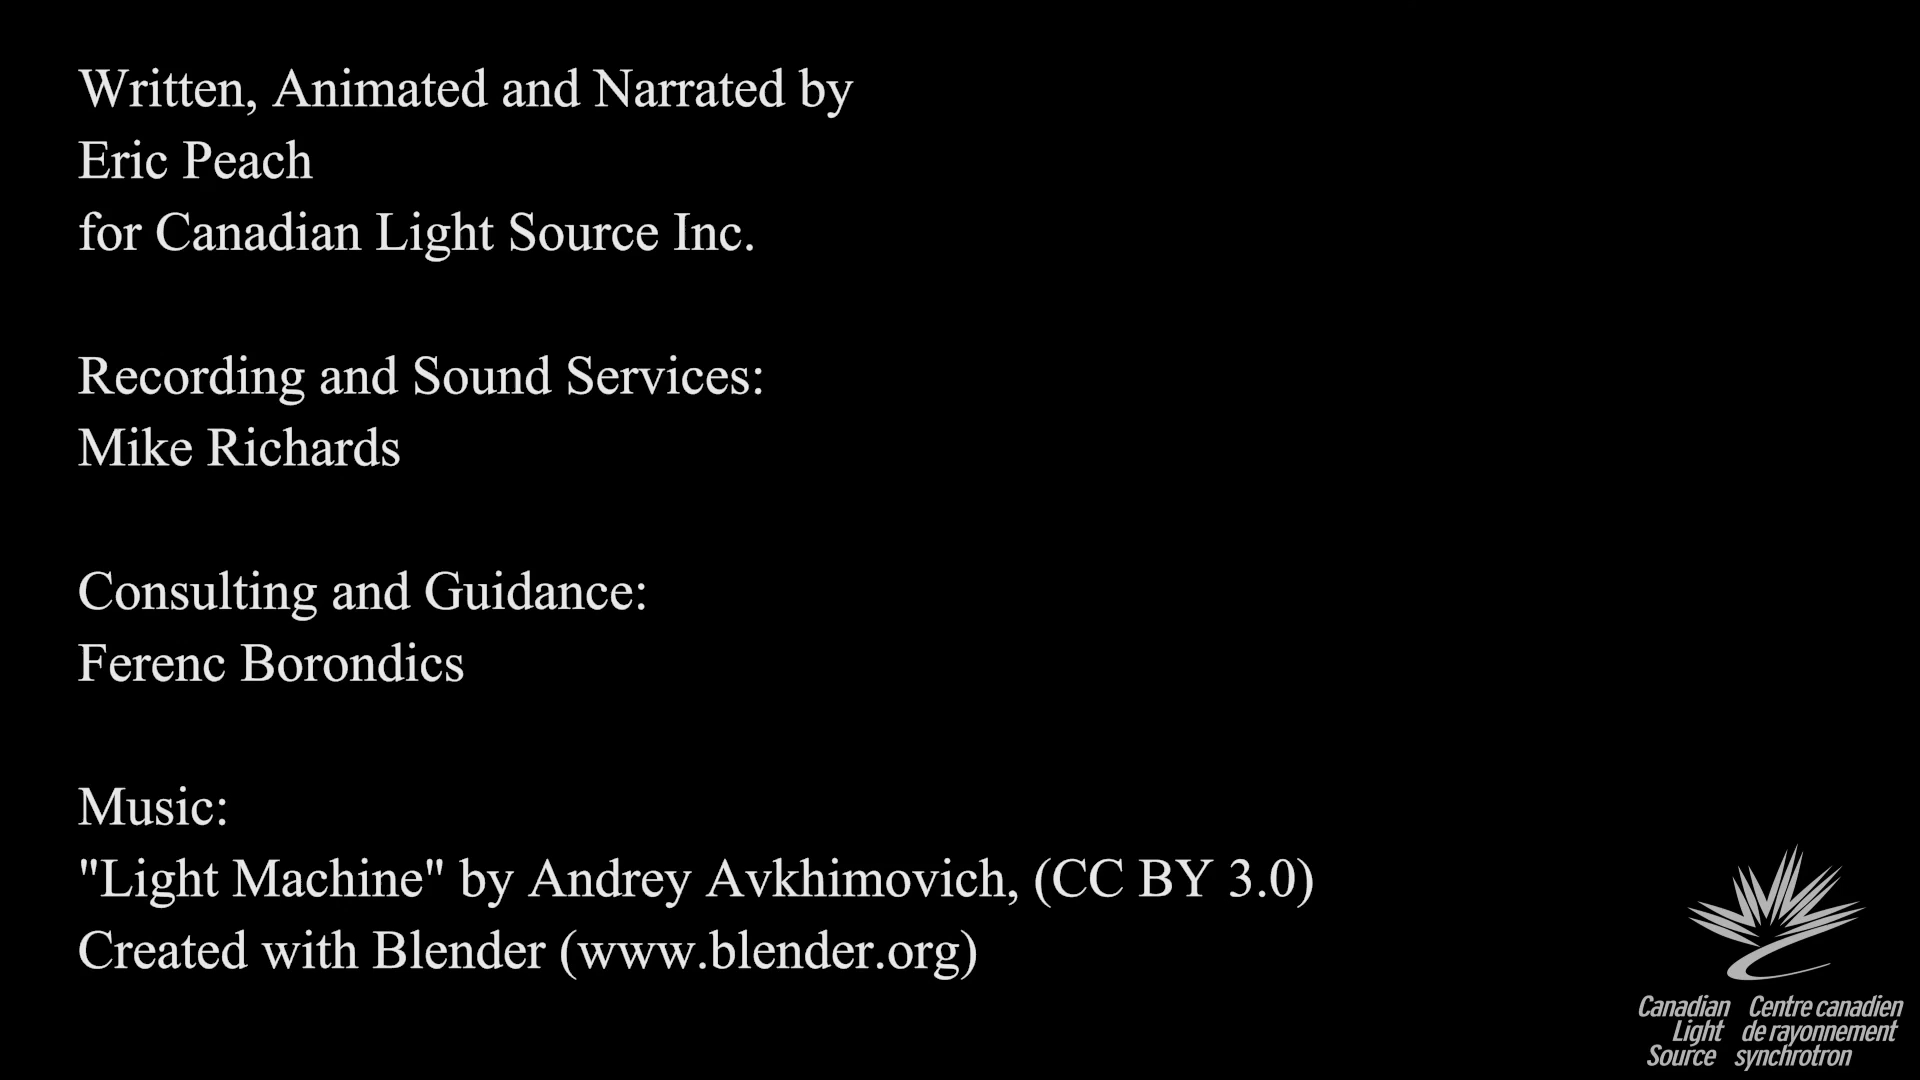 Written, Animated and Narrated by
Eric Peach
for Canadian Light Source Inc.
Recording and Sound Services:
Mike Richards
Consulting and Guidance:
Ferenc Borondics
Music:
"Light Machine" by Andrey Avkhimovich, (CC BY 3.0)
Created with Blender (www.blender.org)
Canadian
Light
Source
Centre canadien
de rayonnement
synchrotron